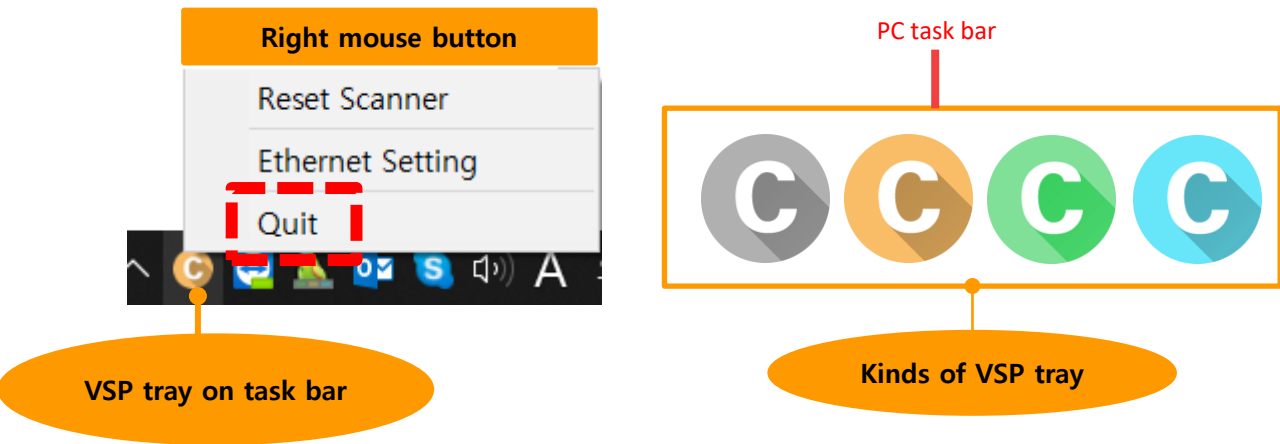 Right mouse button
Reset Scanner
Ethernet Setting
Quit
C
S
A
VSP tray on task bar
PC task bar
C C C C
Kinds of VSP tray